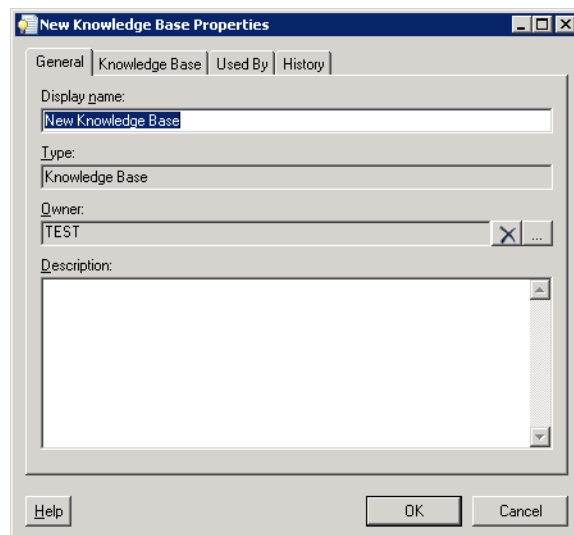 New Knowledge Base Properties
General Knowledge Base Used By History
Display name:
New Knowledge Base
Type:
Knowledge Base
Owner:
TEST
...
Description:
Help OK Cancel